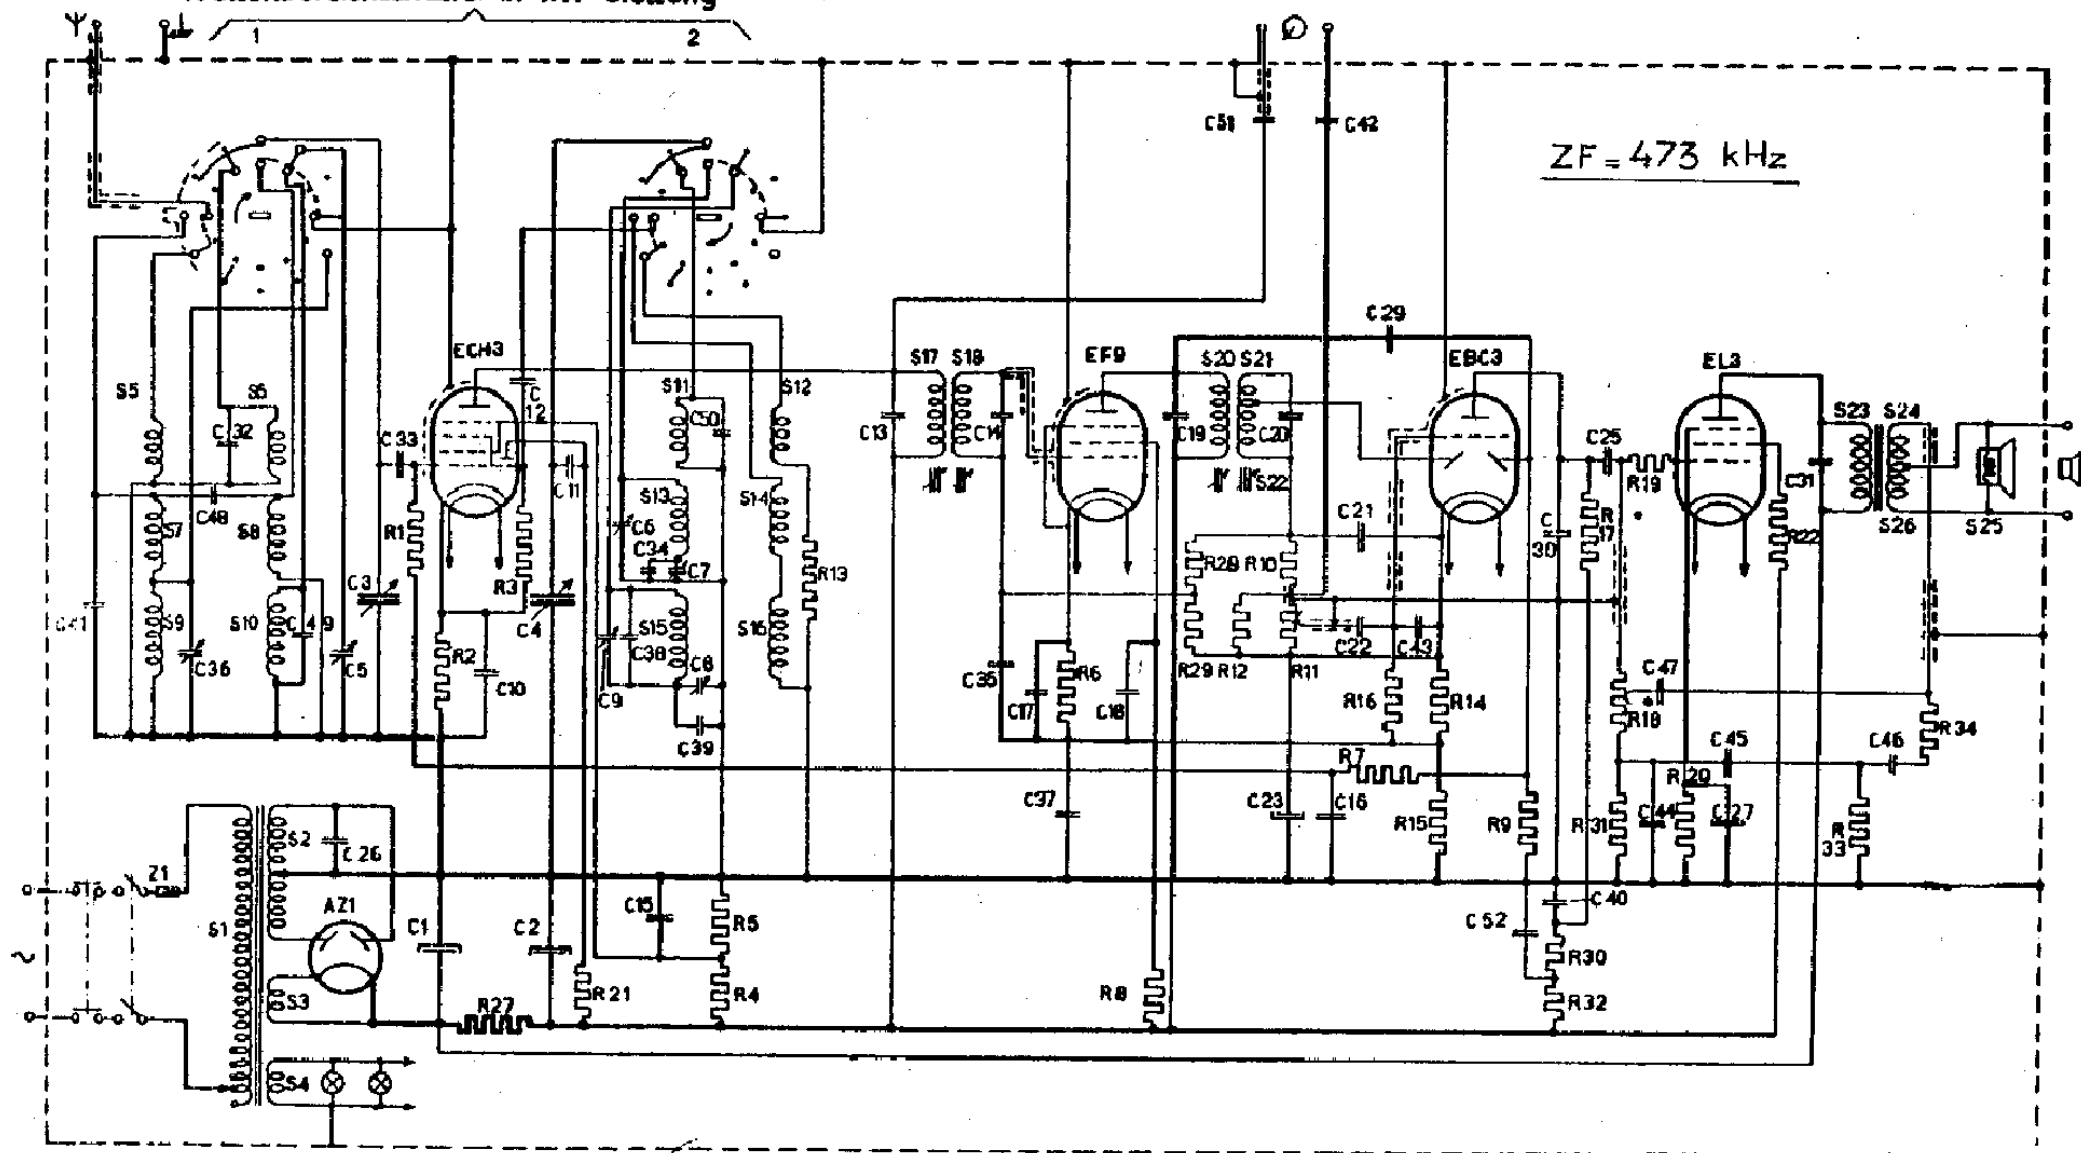 1 2
C51 C42
ZF = 473 kHz
C29
ECH3 S17 S18 EF9 S20 S21 EBC3 EL3
S5 S6 C12 S11 C50 S12 S23 S24
C32 C33 C13 C14 C19 C20 C25
C11 S13 S14 S22 R19 C31
S7 C48 S8 R1 C6 C21 C30 R17 R22 S26 S25
C34 C7 R13 R28 R10
C3 R3
C41 S9 S10 C49 C4 S15 S16
C36 C5 R2 C38 C22 C43
C10 C9 C8 C35 R6 R29 R12 R11 C47
C17 C18 R16 R14 R18
C39 R34
R7 C45 C46
C37 C23 C16 R20
S2 C26 R15 R9 R31 C44 C27 R33
Z1
AZ1 C15 C40
S1 C1 C2 R5 C52
R30
S3 R27 R21 R4 R8 R32
S4